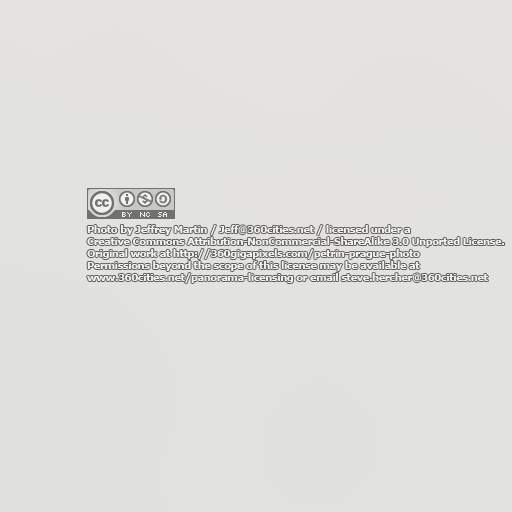 cc
BY NC SA
Photo by Jeffrey Martin / Jeff@360cities.net / licensed under a
Creative Commons Attribution-NonCommercial-ShareAlike 3.0 Unported License.
Original work at http://360gigapixels.com/petrin-prague-photo
Permissions beyond the scope of this license may be available at
www.360cities.net/panorama-licensing or email steve.hercher@360cities.net